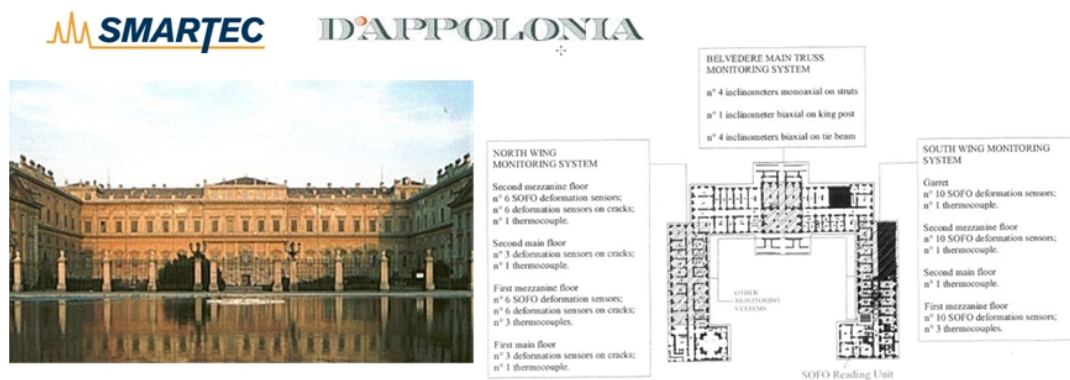 SMARTEC
D'APPOLONIA
BELVEDERE MAIN TRUSS
MONITORING SYSTEM
n° 4 inclinometers monoaxial on struts
n° 1 inclinometer biaxial on king post
n° 4 inclinometers biaxial on tie beam
NORTH WING
MONITORING SYSTEM
Second mezzanine floor
n° 6 SOFO deformation sensors;
n° 6 deformation sensors on cracks;
n° 1 thermocouple.
Second main floor
n° 3 deformation sensors on cracks;
n° 1 thermocouple.
First mezzanine floor
n° 6 SOFO deformation sensors;
n° 6 deformation sensors on cracks;
n° 3 thermocouples.
First main floor
n° 3 deformation sensors on cracks;
n° 1 thermocouple.
SOUTH WING MONITORING
SYSTEM
Garret
n° 10 SOFO deformation sensors;
n° 1 thermocouple.
Second mezzanine floor
n° 10 SOFO deformation sensors;
n° 1 thermocouple.
Second main floor
n° 1 thermocouple.
First mezzanine floor
n° 10 SOFO deformation sensors;
n° 3 thermocouples.
OTHER
MONITORING
SYSTEMS
SOFO Reading Unit